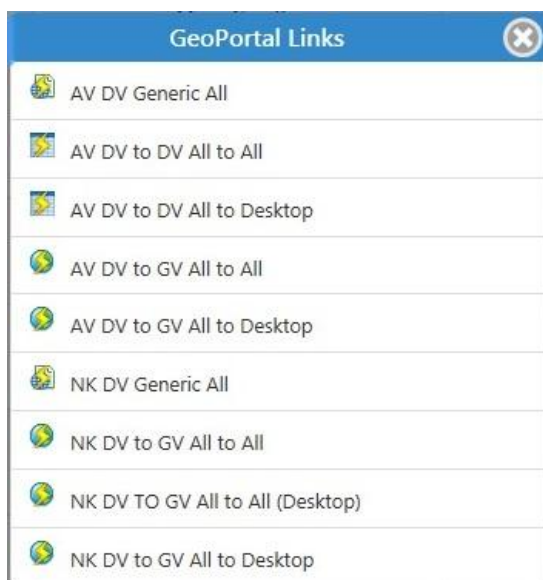 GeoPortal Links
AV DV Generic All
AV DV to DV All to All
AV DV to DV All to Desktop
AV DV to GV All to All
AV DV to GV All to Desktop
NK DV Generic All
NK DV to GV All to All
NK DV TO GV All to All (Desktop)
NK DV to GV All to Desktop